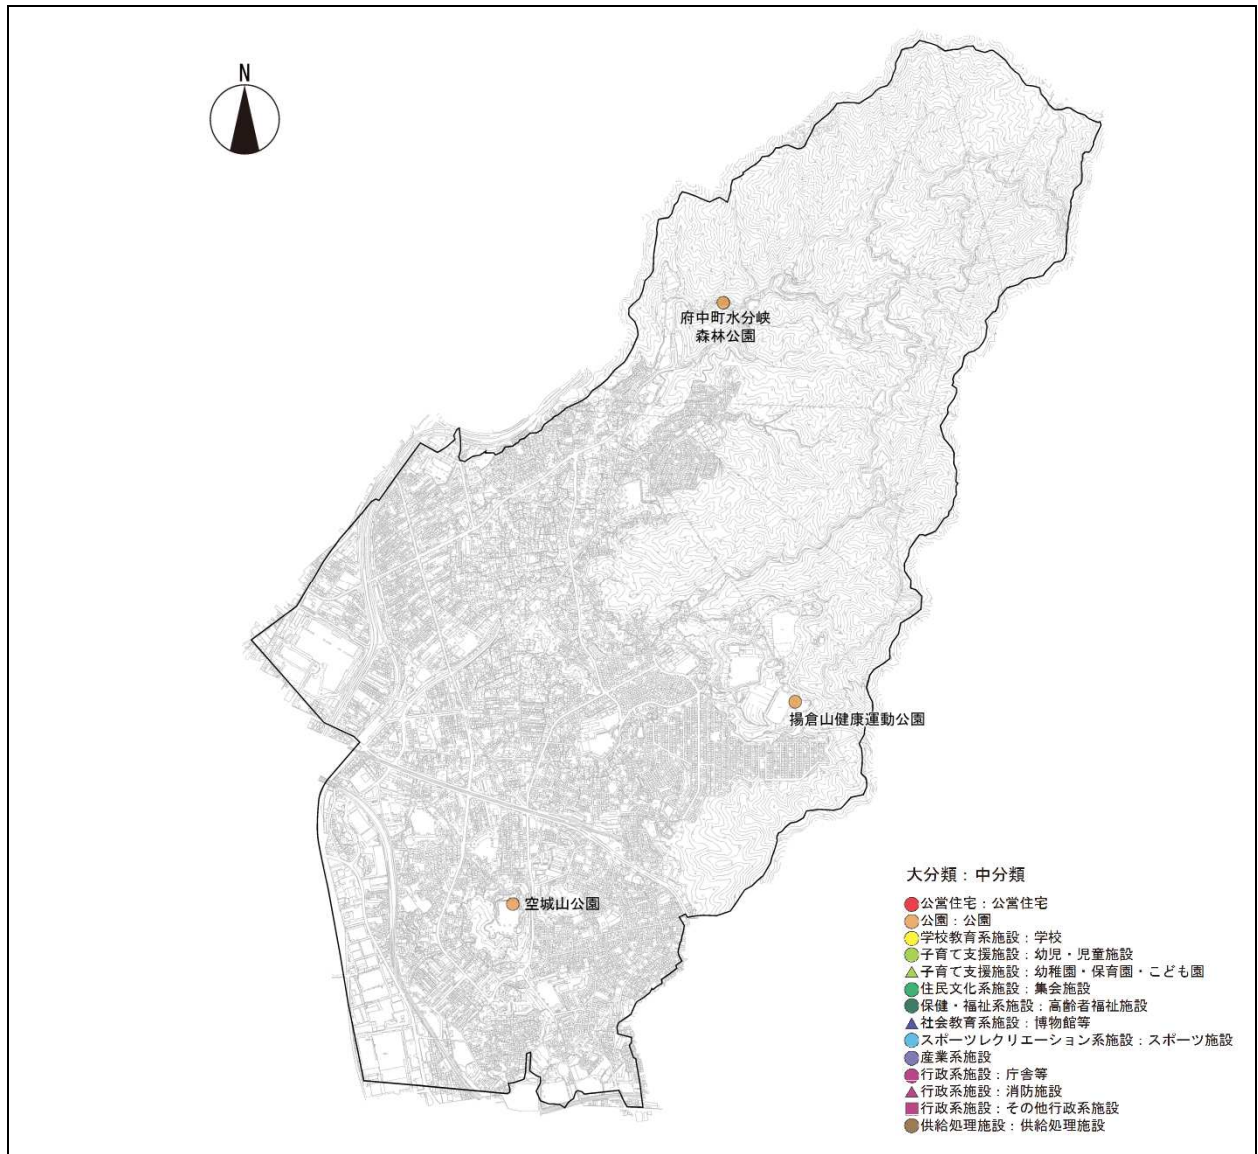 N
府中町水分峡
森林公園
揚倉山健康運動公園
空城山公園
大分類：中分類
公営住宅：公営住宅
公園：公園
学校教育系施設：学校
子育て支援施設：幼児・児童施設
子育て支援施設：幼稚園・保育園・こども園
住民文化系施設：集会施設
保健・福祉系施設：高齢者福祉施設
社会教育系施設：博物館等
スポーツレクリエーション系施設：スポーツ施設
産業系施設
行政系施設：庁舎等
行政系施設：消防施設
行政系施設：その他行政系施設
供給処理施設：供給処理施設